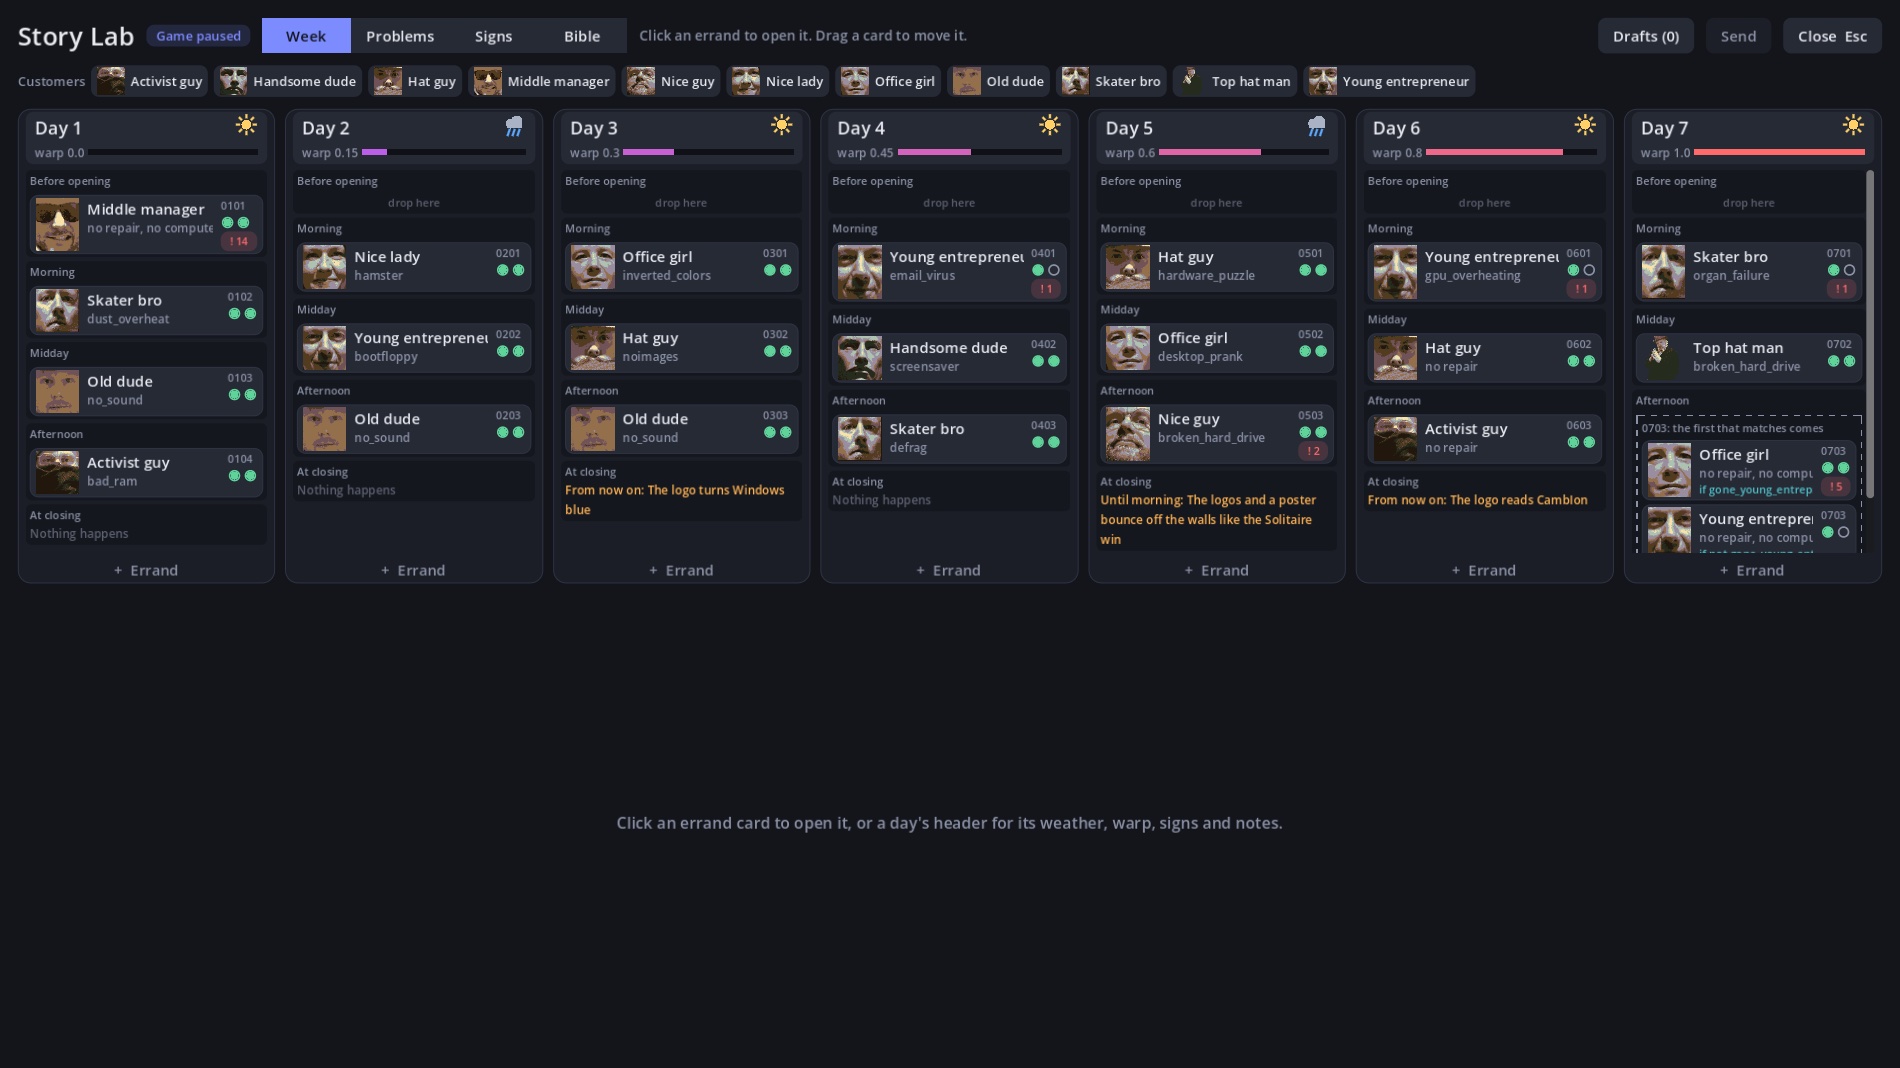 Story Lab
Game paused
Week
Problems
Signs
Bible
Click an errand to open it. Drag a card to move it.
Drafts (0)
Send
Close Esc
Customers
Activist guy
Handsome dude
Hat guy
Middle manager
Nice guy
Nice lady
Office girl
Old dude
Skater bro
Top hat man
Young entrepreneur
Day 1
warp 0.0
Before opening
Middle manager
0101
no repair, no compute
! 14
Morning
Skater bro
0102
dust_overheat
Midday
Old dude
0103
no_sound
Afternoon
Activist guy
0104
bad_ram
At closing
Nothing happens
+ Errand
Day 2
warp 0.15
Before opening
drop here
Morning
Nice lady
0201
hamster
Midday
Young entrepreneu
0202
bootfloppy
Afternoon
Old dude
0203
no_sound
At closing
Nothing happens
+ Errand
Day 3
warp 0.3
Before opening
drop here
Morning
Office girl
0301
inverted_colors
Midday
Hat guy
0302
noimages
Afternoon
Old dude
0303
no_sound
At closing
From now on: The logo turns Windows
blue
+ Errand
Day 4
warp 0.45
Before opening
drop here
Morning
Young entrepreneu
0401
email_virus
! 1
Midday
Handsome dude
0402
screensaver
Afternoon
Skater bro
0403
defrag
At closing
Nothing happens
+ Errand
Day 5
warp 0.6
Before opening
drop here
Morning
Hat guy
0501
hardware_puzzle
Midday
Office girl
0502
desktop_prank
Afternoon
Nice guy
0503
broken_hard_drive
! 2
At closing
Until morning: The logos and a poster
bounce off the walls like the Solitaire
win
+ Errand
Day 6
warp 0.8
Before opening
drop here
Morning
Young entrepreneu
0601
gpu_overheating
! 1
Midday
Hat guy
0602
no repair
Afternoon
Activist guy
0603
no repair
At closing
From now on: The logo reads CambIon
+ Errand
Day 7
warp 1.0
Before opening
drop here
Morning
Skater bro
0701
organ_failure
! 1
Midday
Top hat man
0702
broken_hard_drive
Afternoon
0703: the first that matches comes
Office girl
0703
no repair, no compu
if gone_young_entrep
! 5
Young entreprei
0703
no repair, no compu
+ Errand
Click an errand card to open it, or a day's header for its weather, warp, signs and notes.